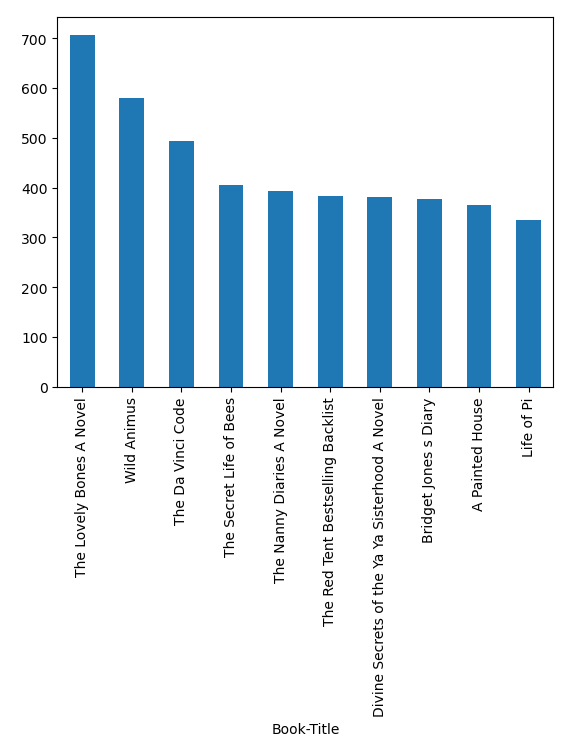 700
600
500
400
300
200
100
0
The Lovely Bones A Novel
Wild Animus
The Da Vinci Code
The Secret Life of Bees
The Nanny Diaries A Novel
The Red Tent Bestselling Backlist
Divine Secrets of the Ya Ya Sisterhood A Novel
Bridget Jones s Diary
A Painted House
Life of Pi
Book-Title